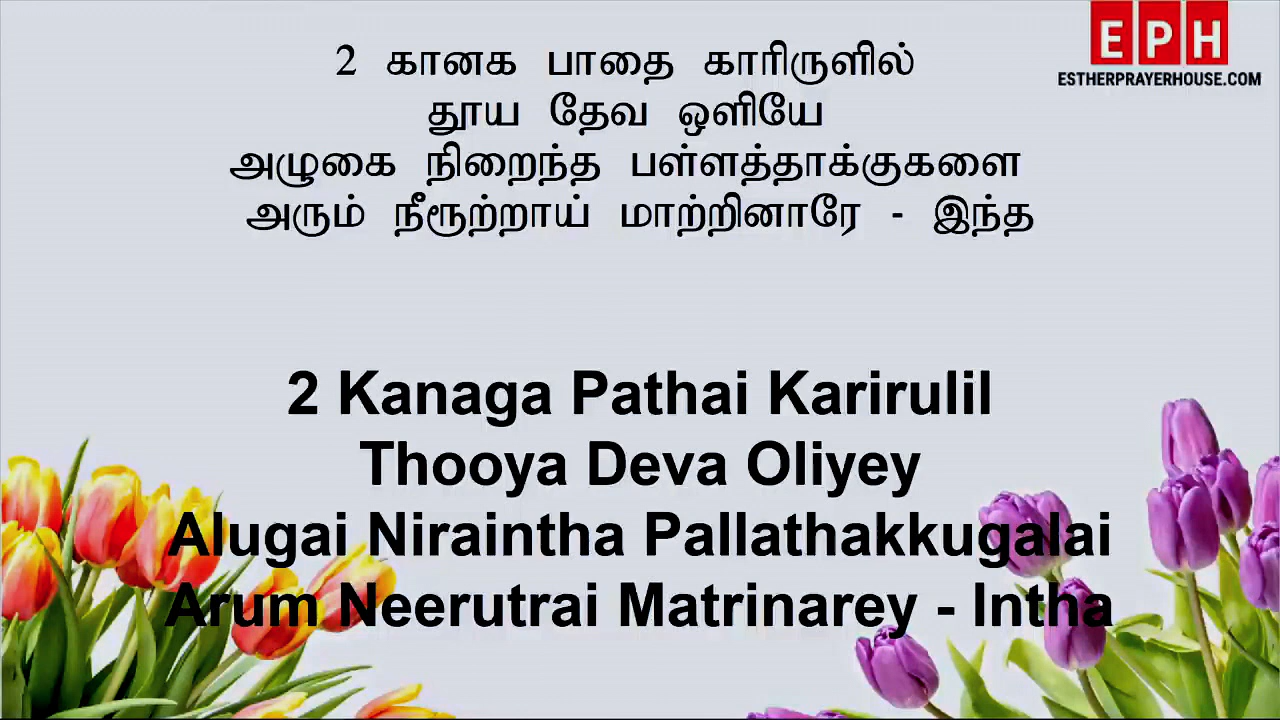 EPH
ESTHERPRAYERHOUSE.COM
2 கானக பாதை காரிருளில்
தூய தேவ ஒளியே
அழுகை நிறைந்த பள்ளத்தாக்குகளை
அரும் நீரூற்றாய் மாற்றினாரே - இந்த
2 Kanaga Pathai Karirulil
Thooya Deva Oliyey
Alugai Niraintha Pallathakkugalai
Arum Neerutrai Matrinarey - Intha